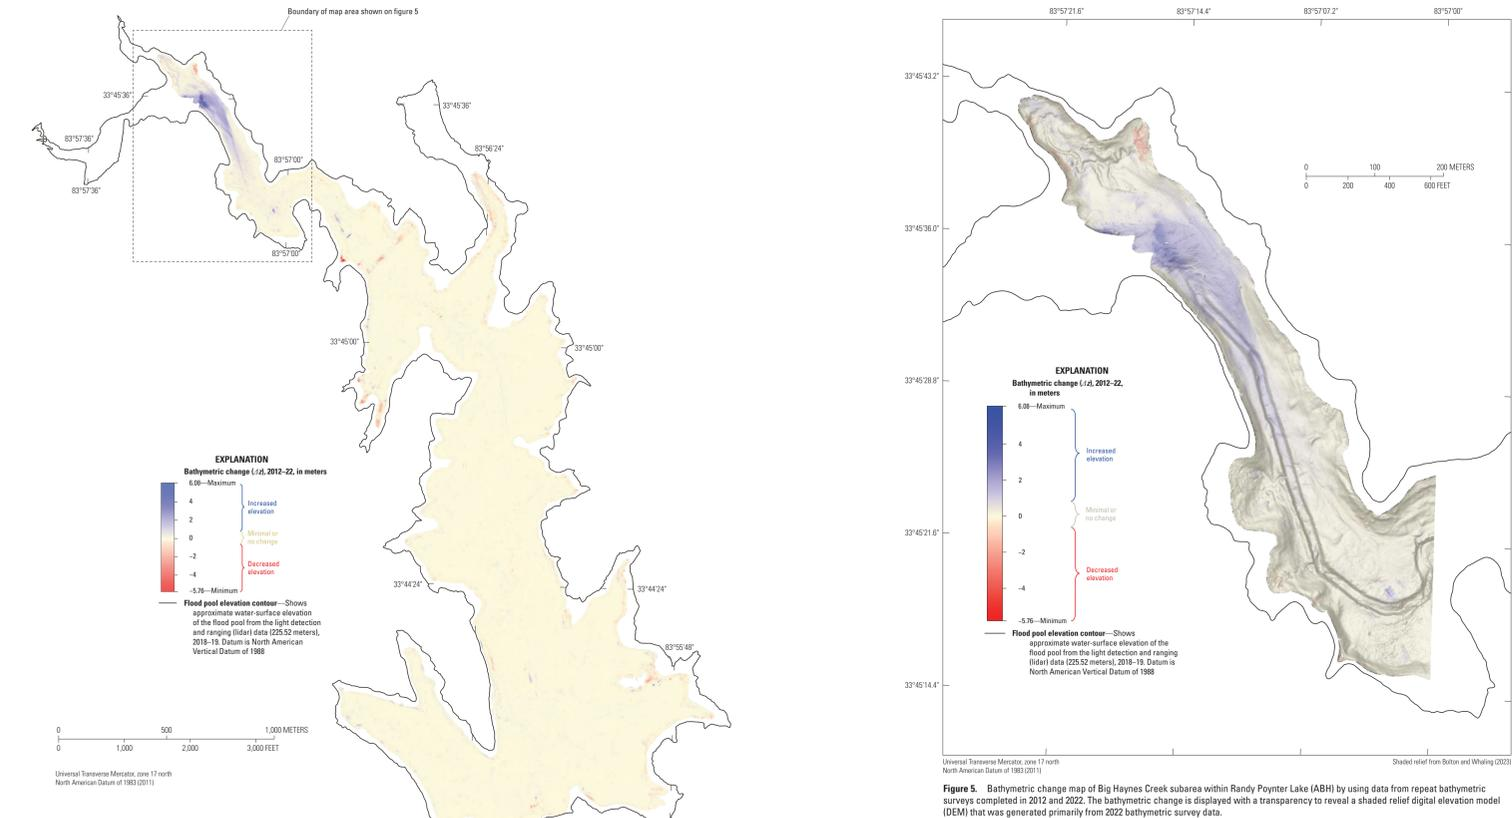 Boundary of map area shown on figure 5
33°45'36"
83°57'36"
83°57'36"
83°57'00"
83°57'00"
33°45'36"
83°56'24"
33°45'00"
33°45'00"
33°44'24"
33°44'24"
83°55'48"
EXPLANATION
Bathymetric change (Δz), 2012–22, in meters
6.08—Maximum
4
2
0
–2
–4
–5.76—Minimum
Increased
elevation
Minimal or
no change
Decreased
elevation
Flood pool elevation contour—Shows
approximate water-surface elevation
of the flood pool from the light detection
and ranging (lidar) data (225.52 meters),
2018–19. Datum is North American
Vertical Datum of 1988
0 500 1,000 METERS
0 1,000 2,000 3,000 FEET
Universal Transverse Mercator, zone 17 north
North American Datum of 1983 (2011)
83°57'21.6" 83°57'14.4" 83°57'07.2" 83°57'00"
33°45'43.2"
33°45'36.0"
33°45'28.8"
33°45'21.6"
33°45'14.4"
0 100 200 METERS
0 200 400 600 FEET
EXPLANATION
Bathymetric change (Δz), 2012–22,
in meters
6.08—Maximum
4
2
0
–2
–4
–5.76—Minimum
Increased
elevation
Minimal or
no change
Decreased
elevation
Flood pool elevation contour—Shows
approximate water-surface elevation of the
flood pool from the light detection and ranging
(lidar) data (225.52 meters), 2018–19. Datum is
North American Vertical Datum of 1988
Universal Transverse Mercator, zone 17 north
North American Datum of 1983 (2011)
Shaded relief from Bolton and Whaling (2023)
Figure 5. Bathymetric change map of Big Haynes Creek subarea within Randy Poynter Lake (ABH) by using data from repeat bathymetric
surveys completed in 2012 and 2022. The bathymetric change is displayed with a transparency to reveal a shaded relief digital elevation model
(DEM) that was generated primarily from 2022 bathymetric survey data.